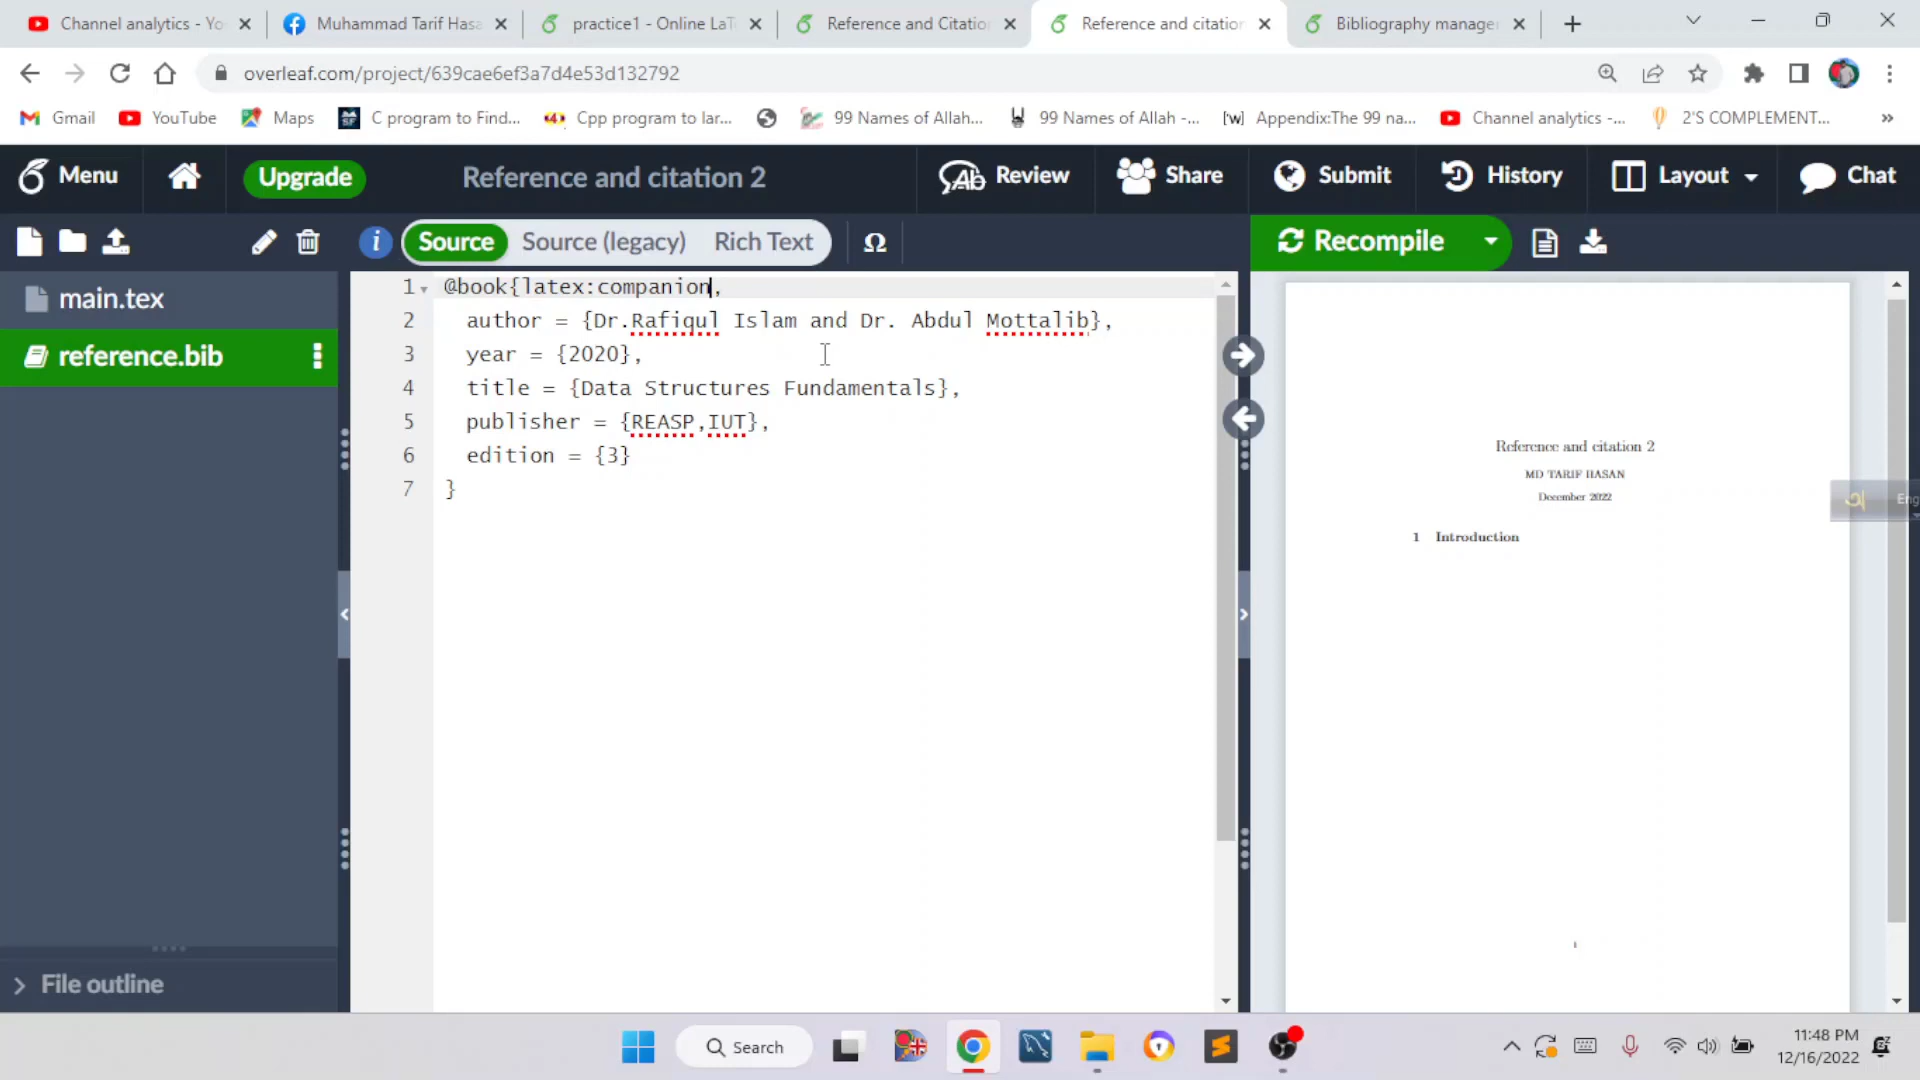 Channel analytics - Yo
Muhammad Tarif Hasa
practice1 - Online LaT
Reference and Citation
Reference and citation
Bibliography manage
overleaf.com/project/639cae6ef3a7d4e53d132792
Gmail
YouTube
Maps
C program to Find...
Cpp program to lar...
99 Names of Allah...
99 Names of Allah -...
[w] Appendix:The 99 na...
Channel analytics -...
2'S COMPLEMENT...
»
Menu
Upgrade
Reference and citation 2
Review
Share
Submit
History
Layout
Chat
Source
Source (legacy)
Rich Text
Ω
Recompile
main.tex
reference.bib
1 @book{latex:companion,
2 author = {Dr.Rafiqul Islam and Dr. Abdul Mottalib},
3 year = {2020},
4 title = {Data Structures Fundamentals},
5 publisher = {REASP,IUT},
6 edition = {3}
7 }
Reference and citation 2
MD TARIF HASAN
December 2022
1 Introduction
1
অ Eng
File outline
Search
11:48 PM
12/16/2022